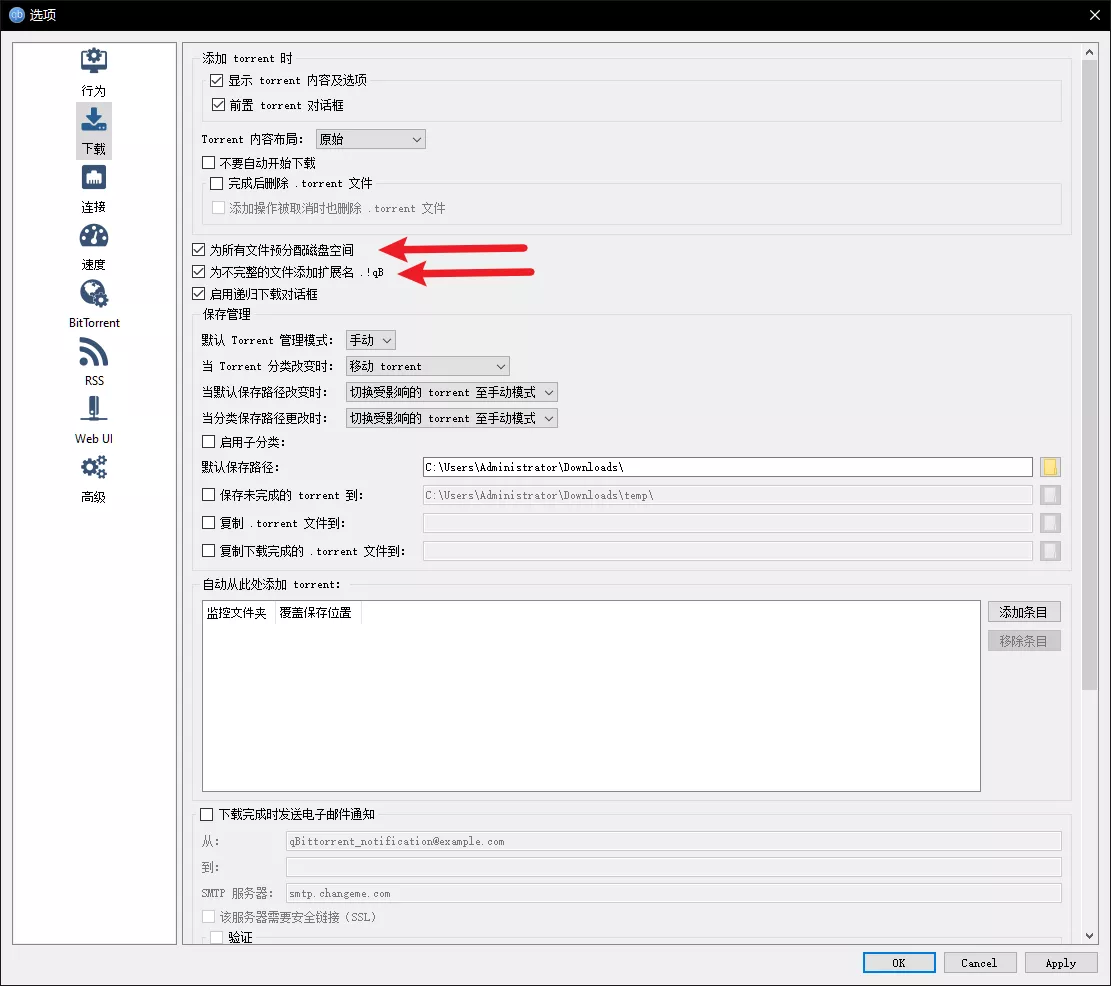 qb 选项
行为
下载
连接
速度
BitTorrent
RSS
Web UI
高级
添加 torrent 时
显示 torrent 内容及选项
前置 torrent 对话框
Torrent 内容布局: 原始
不要自动开始下载
完成后删除 .torrent 文件
添加操作被取消时也删除 .torrent 文件
为所有文件预分配磁盘空间
为不完整的文件添加扩展名 .!qB
启用递归下载对话框
保存管理
默认 Torrent 管理模式: 手动
当 Torrent 分类改变时: 移动 torrent
当默认保存路径改变时: 切换受影响的 torrent 至手动模式
当分类保存路径更改时: 切换受影响的 torrent 至手动模式
启用子分类:
默认保存路径: C:\Users\Administrator\Downloads\
保存未完成的 torrent 到: C:\Users\Administrator\Downloads\temp\
复制 .torrent 文件到:
复制下载完成的 .torrent 文件到:
自动从此处添加 torrent:
监控文件夹 覆盖保存位置
添加条目
移除条目
下载完成时发送电子邮件通知
从: qBittorrent_notification@example.com
到:
SMTP 服务器: smtp.changeme.com
该服务器需要安全链接（SSL）
验证
OK Cancel Apply